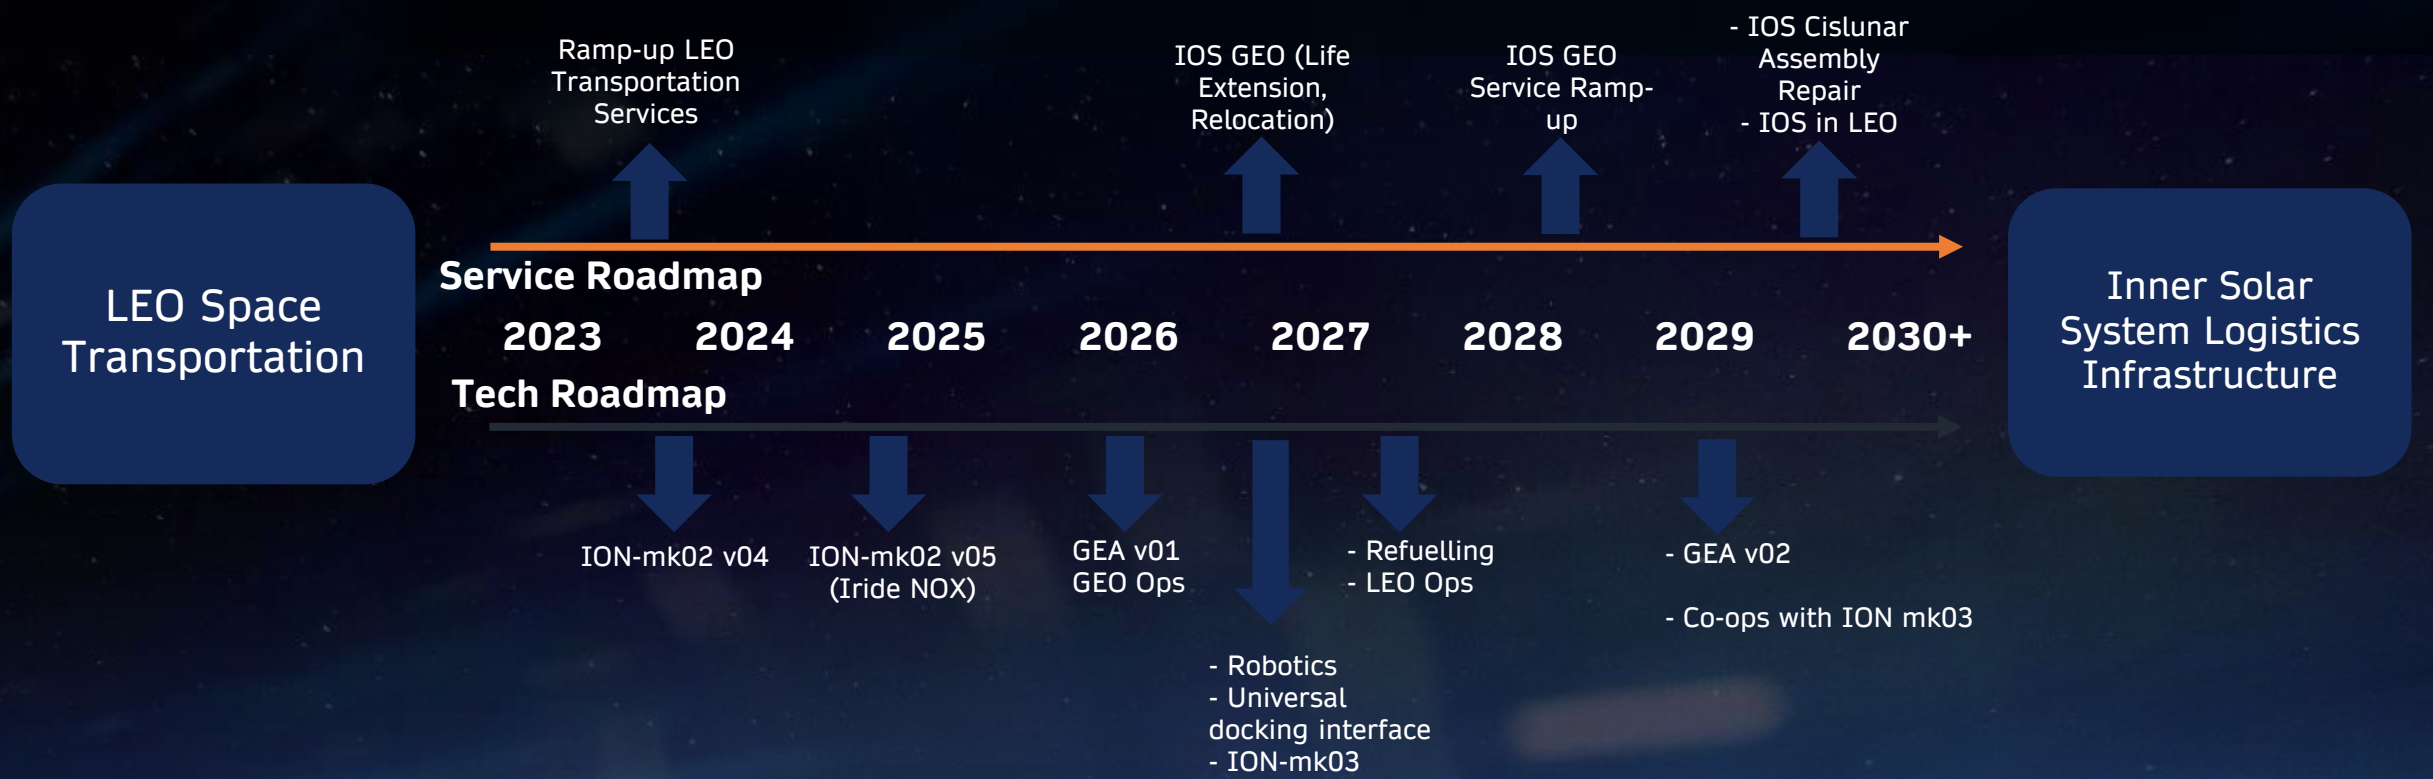 Ramp-up LEO
Transportation
Services
IOS GEO (Life
Extension,
Relocation)
IOS GEO
Service Ramp-
up
- IOS Cislunar
Assembly
Repair
- IOS in LEO
LEO Space
Transportation
Service Roadmap
2023 2024 2025 2026 2027 2028 2029 2030+
Tech Roadmap
Inner Solar
System Logistics
Infrastructure
ION-mk02 v04
ION-mk02 v05
(Iride NOX)
GEA v01
GEO Ops
- Robotics
- Universal
docking interface
- ION-mk03
- Refuelling
- LEO Ops
- GEA v02
- Co-ops with ION mk03